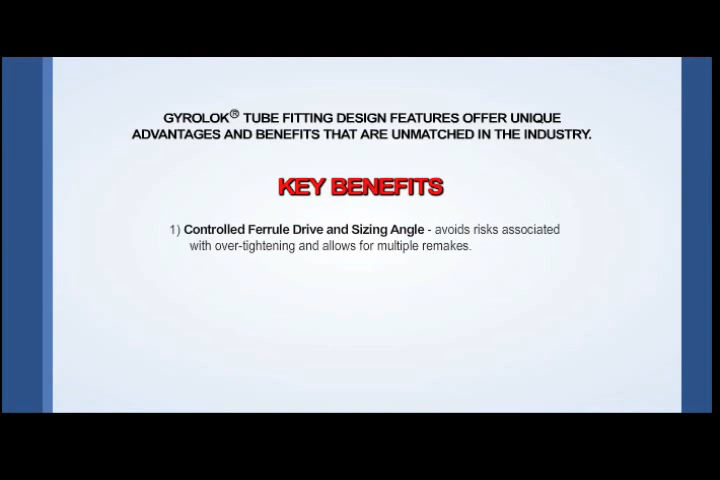 GYROLOK® TUBE FITTING DESIGN FEATURES OFFER UNIQUE
ADVANTAGES AND BENEFITS THAT ARE UNMATCHED IN THE INDUSTRY.
KEY BENEFITS
1) Controlled Ferrule Drive and Sizing Angle - avoids risks associated
with over-tightening and allows for multiple remakes.